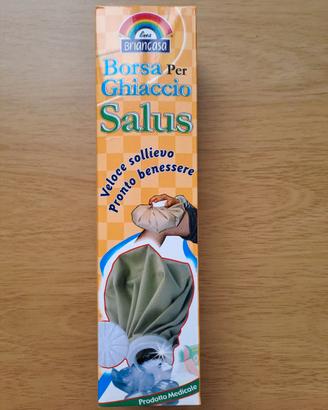 linea
BRIANCASA
Borsa Per
Ghiaccio
Salus
Veloce sollievo
Pronto benessere
Prodotto Medicale